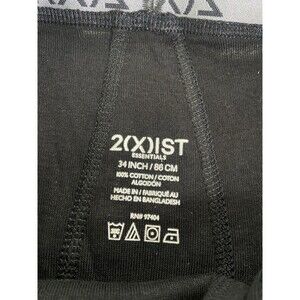 2(X)IST
ESSENTIALS
34 INCH / 86 CM
100% COTTON / COTON
ALGODÓN
MADE IN / FABRIQUÉ AU
HECHO EN BANGLADESH
RN# 97404